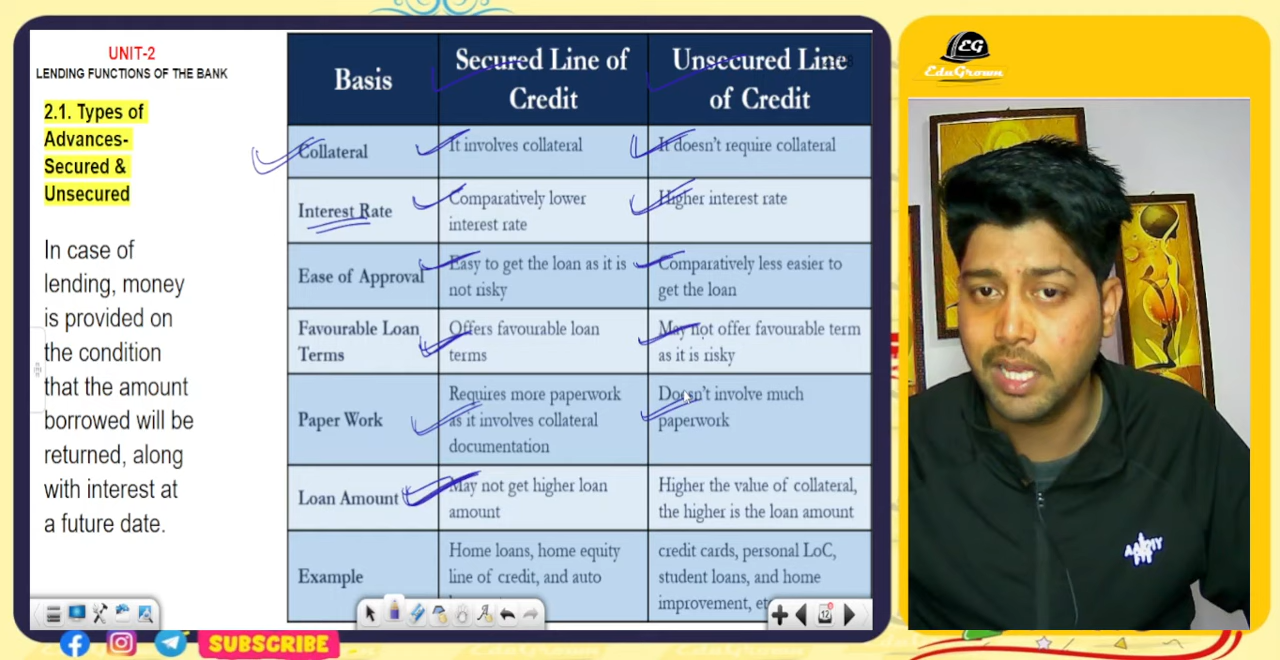 UNIT-2
LENDING FUNCTIONS OF THE BANK
2.1. Types of
Advances-
Secured &
Unsecured
In case of
lending, money
is provided on
the condition
that the amount
borrowed will be
returned, along
with interest at
a future date.
Basis
Secured Line of
Credit
Unsecured Line
of Credit
Collateral
It involves collateral
It doesn't require collateral
Interest Rate
Comparatively lower
interest rate
Higher interest rate
Ease of Approval
Easy to get the loan as it is
not risky
Comparatively less easier to
get the loan
Favourable Loan
Terms
Offers favourable loan
terms
May not offer favourable term
as it is risky
Paper Work
Requires more paperwork
as it involves collateral
documentation
Doesn't involve much
paperwork
Loan Amount
May not get higher loan
amount
Higher the value of collateral,
the higher is the loan amount
Example
Home loans, home equity
line of credit, and auto
credit cards, personal LoC,
student loans, and home
improvement,
12
SUBSCRIBE
EG
EduGrown